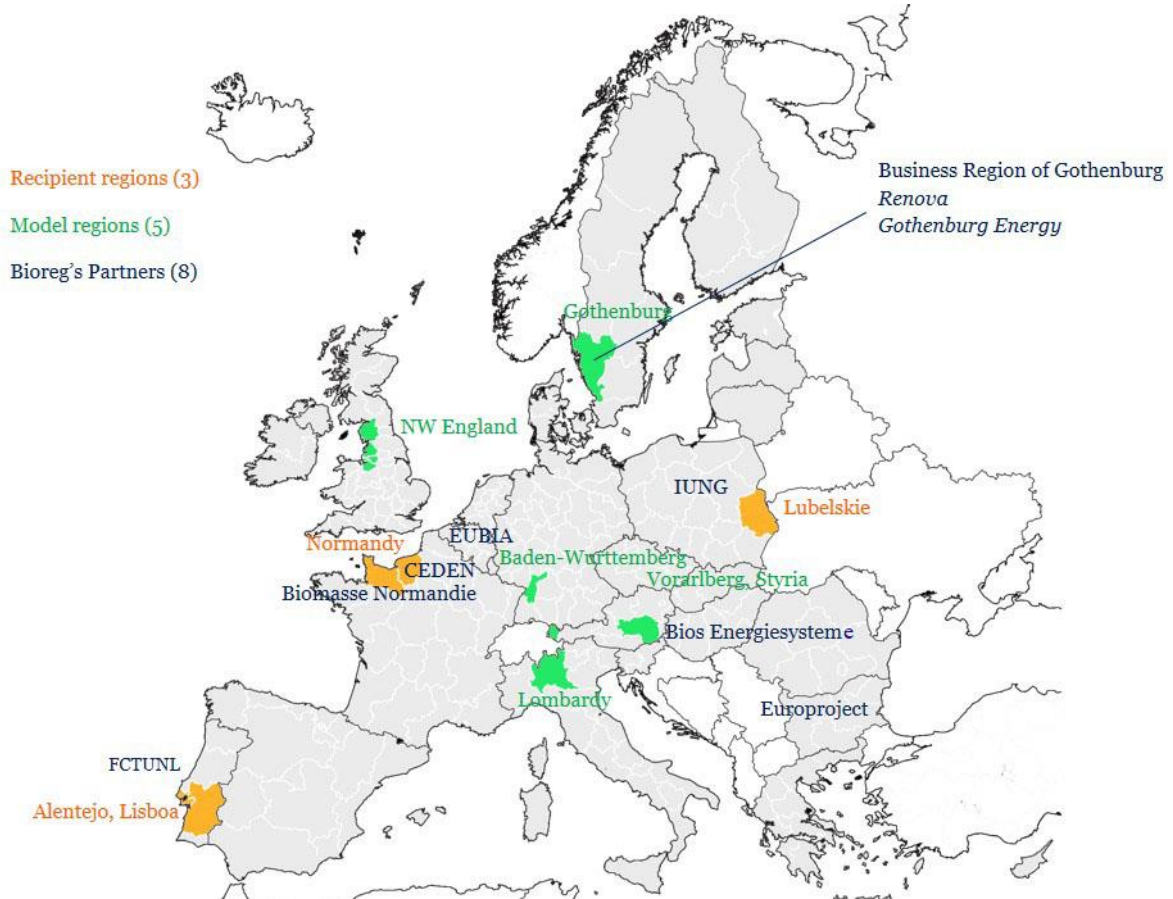 Recipient regions (3)
Model regions (5)
Bioreg's Partners (8)
Business Region of Gothenburg
Renova
Gothenburg Energy
Gothenburg
NW England
IUNG
Lubelskie
Normandy
EUBIA
Baden-Wurttemberg
CEDEN
Vorarlberg, Styria
Biomasse Normandie
Bios Energiesysteme
Lombardy
Europroject
FCTUNL
Alentejo, Lisboa